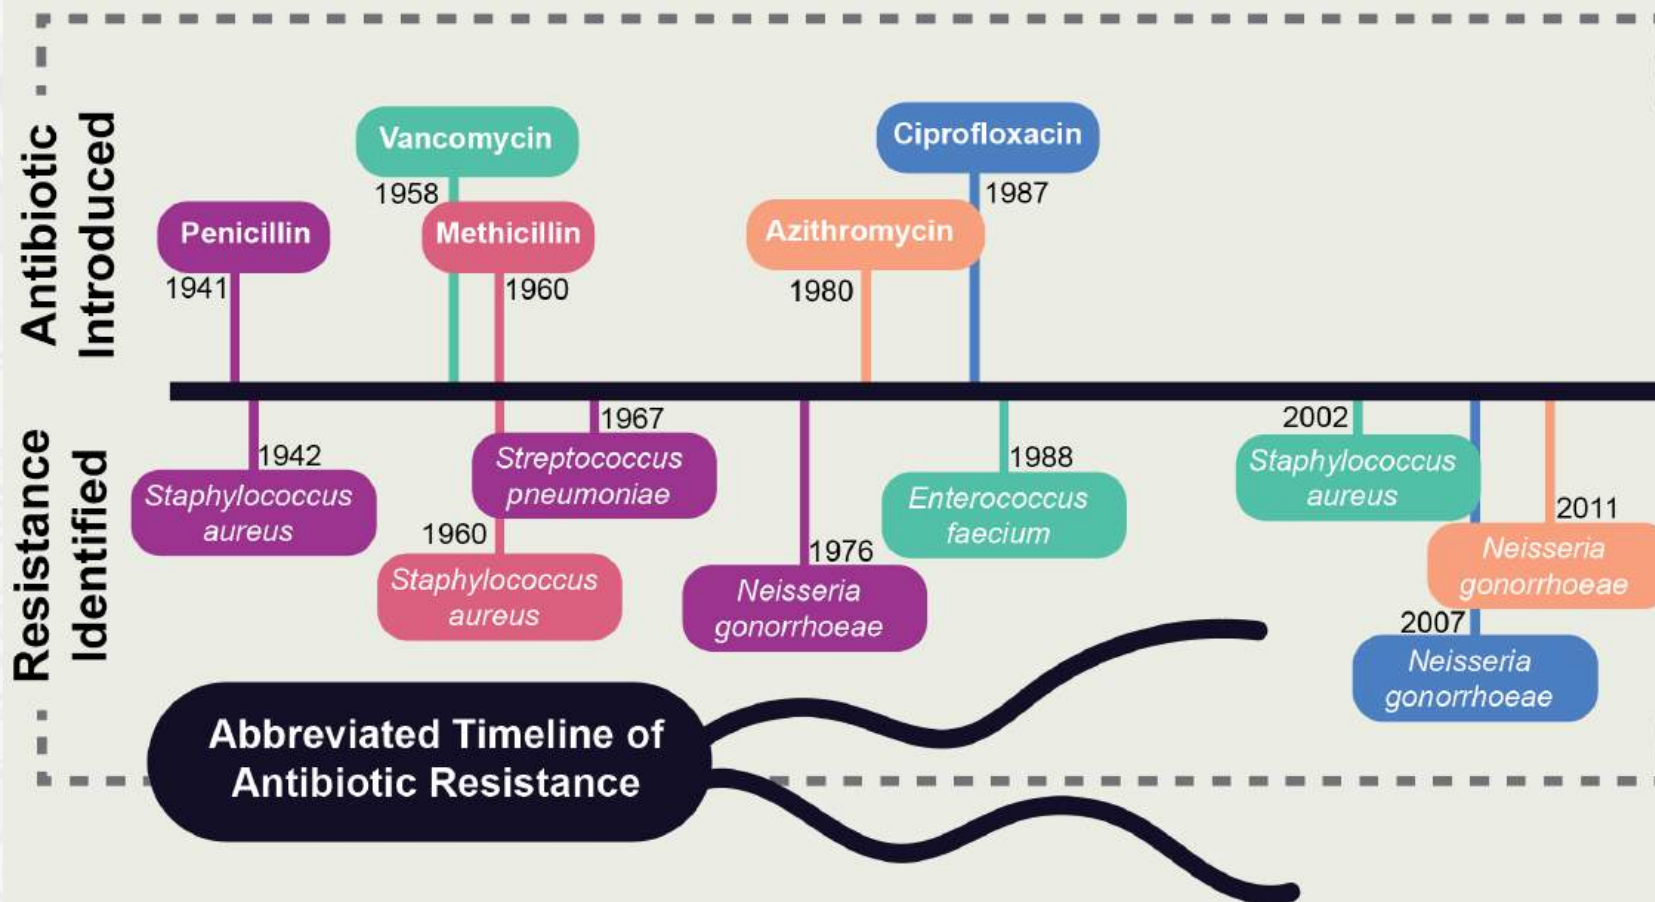 Antibiotic
Introduced
Vancomycin
1958
Ciprofloxacin
1987
Penicillin
1941
Methicillin
1960
Azithromycin
1980
Resistance
Identified
1942
Staphylococcus
aureus
1967
Streptococcus
pneumoniae
1960
Staphylococcus
aureus
1976
Neisseria
gonorrhoeae
1988
Enterococcus
faecium
2002
Staphylococcus
aureus
2011
Neisseria
gonorrhoeae
2007
Neisseria
gonorrhoeae
Abbreviated Timeline of
Antibiotic Resistance